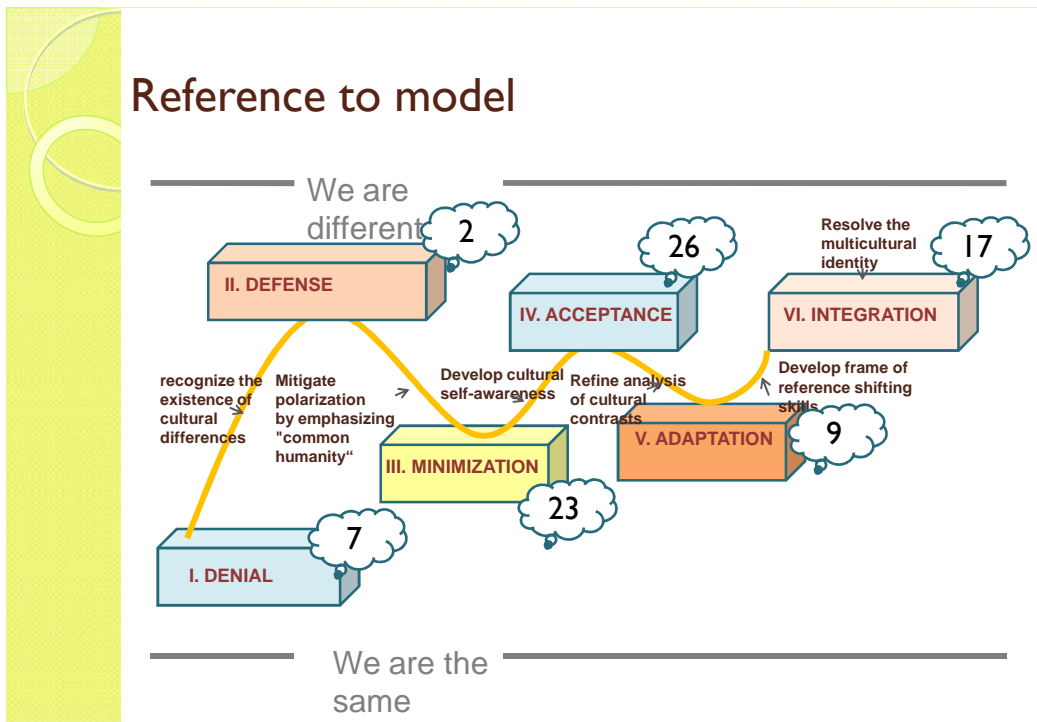 Reference to model
We are
different
2
26
17
Resolve the
multicultural
identity
II. DEFENSE
IV. ACCEPTANCE
VI. INTEGRATION
recognize the
existence of
cultural
differences
Mitigate
polarization
by emphasizing
"common
humanity“
Develop cultural
self-awareness
Refine analysis
of cultural
contrasts
Develop frame of
reference shifting
skills
III. MINIMIZATION
V. ADAPTATION
9
23
7
I. DENIAL
We are the
same